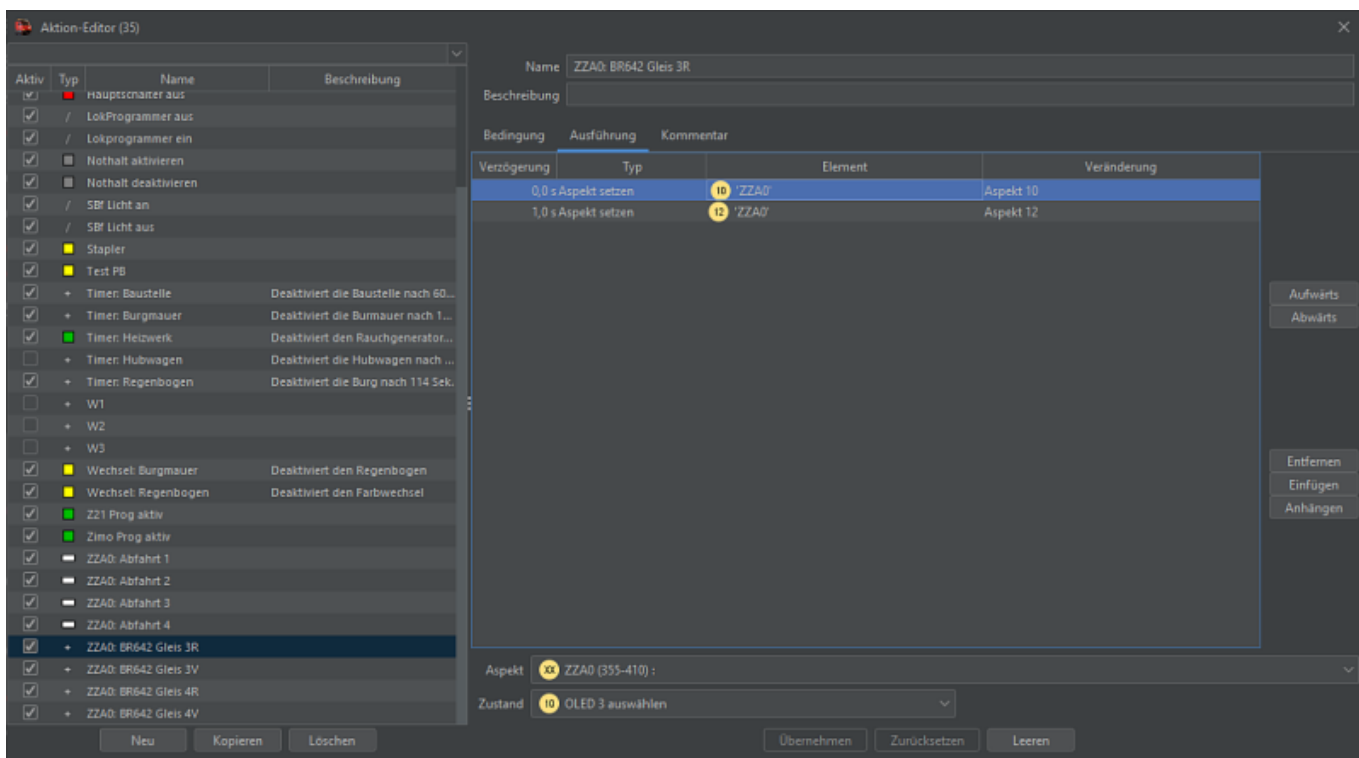 Aktion-Editor (35)
Name ZZA0: BR642 Gleis 3R
Beschreibung
Bedingung Ausführung Kommentar
Aktiv Typ Name Beschreibung
Hauptschalter aus
/ LokProgrammer aus
/ Lokprogrammer ein
Nothalt aktivieren
Nothalt deaktivieren
/ SBf Licht an
/ SBf Licht aus
Stapler
Test PB
+ Timer: Baustelle Deaktiviert die Baustelle nach 60...
+ Timer: Burgmauer Deaktiviert die Burmauer nach 1...
Timer: Heizwerk Deaktiviert den Rauchgenerator...
+ Timer: Hubwagen Deaktiviert die Hubwagen nach ...
+ Timer: Regenbogen Deaktiviert die Burg nach 114 Sek.
+ W1
+ W2
+ W3
Wechsel: Burgmauer Deaktiviert den Regenbogen
Wechsel: Regenbogen Deaktiviert den Farbwechsel
Z21 Prog aktiv
Zimo Prog aktiv
ZZA0: Abfahrt 1
ZZA0: Abfahrt 2
ZZA0: Abfahrt 3
ZZA0: Abfahrt 4
+ ZZA0: BR642 Gleis 3R
+ ZZA0: BR642 Gleis 3V
+ ZZA0: BR642 Gleis 4R
+ ZZA0: BR642 Gleis 4V
Neu Kopieren Löschen
Verzögerung Typ Element Veränderung
0,0 s Aspekt setzen 10 'ZZA0' Aspekt 10
1,0 s Aspekt setzen 12 'ZZA0' Aspekt 12
Aufwärts
Abwärts
Entfernen
Einfügen
Anhängen
Aspekt XX ZZA0 (355-410) :
Zustand 10 OLED 3 auswählen
Übernehmen Zurücksetzen Leeren